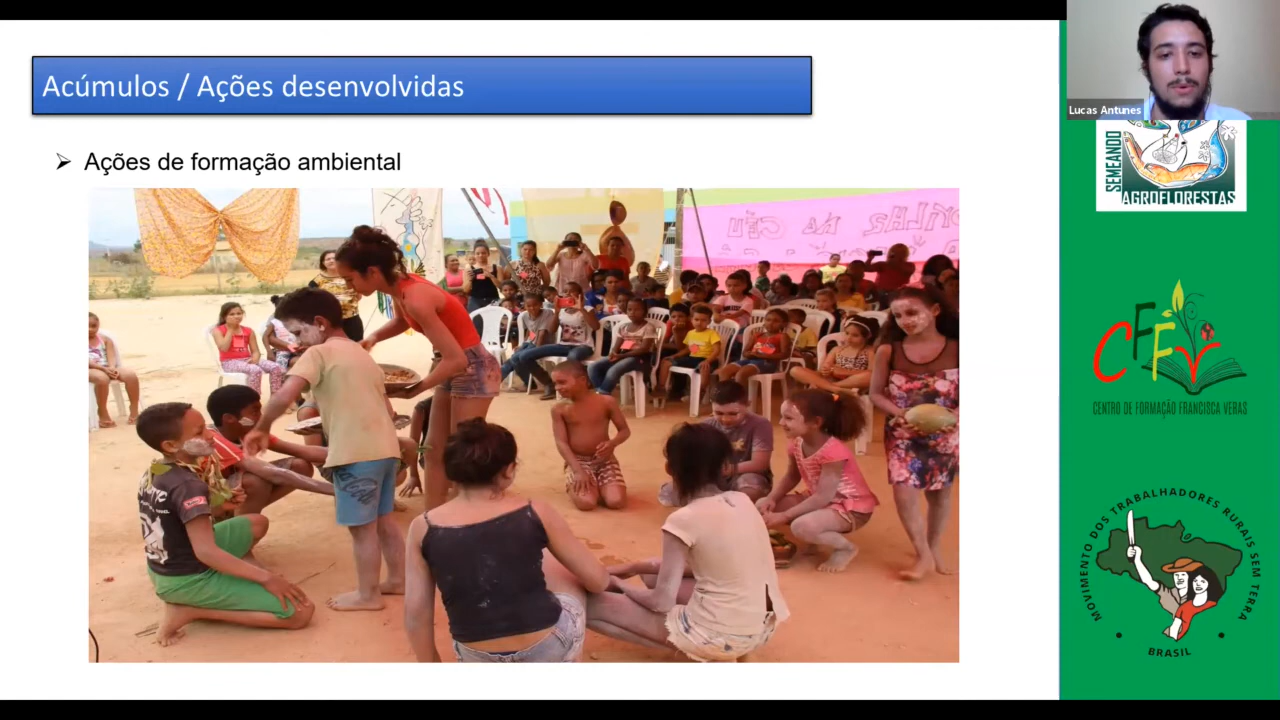 Acúmulos / Ações desenvolvidas
Lucas Antunes
➢ Ações de formação ambiental
SEMEANDO
AGROFLORESTAS
CFFV
CENTRO DE FORMAÇÃO FRANCISCA VERAS
MOVIMENTO DOS TRABALHADORES RURAIS SEM TERRA
• BRASIL •